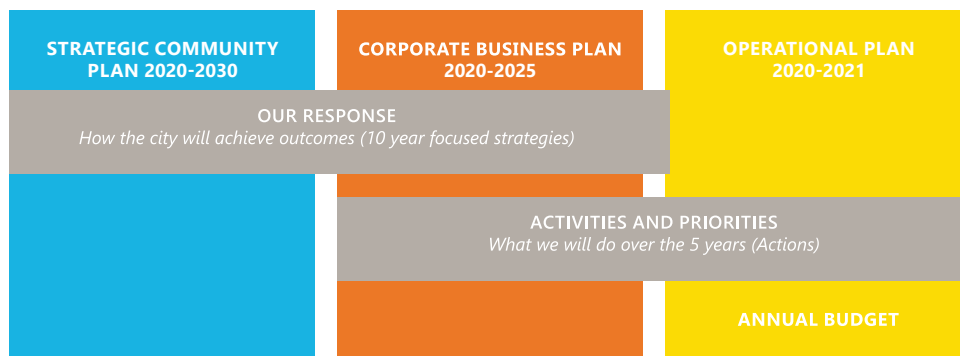 STRATEGIC COMMUNITY
PLAN 2020-2030
CORPORATE BUSINESS PLAN
2020-2025
OPERATIONAL PLAN
2020-2021
OUR RESPONSE
How the city will achieve outcomes (10 year focused strategies)
ACTIVITIES AND PRIORITIES
What we will do over the 5 years (Actions)
ANNUAL BUDGET